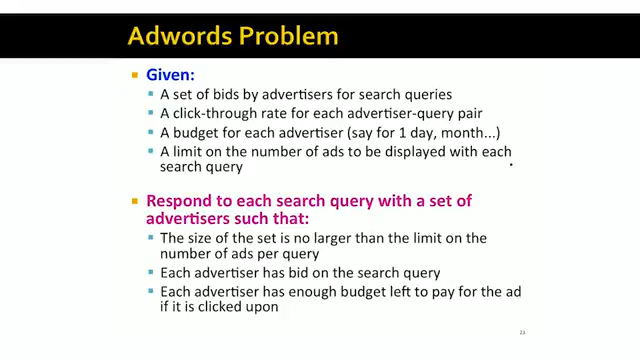 Adwords Problem
Given:
A set of bids by advertisers for search queries
A click-through rate for each advertiser-query pair
A budget for each advertiser (say for 1 day, month...)
A limit on the number of ads to be displayed with each
search query
Respond to each search query with a set of
advertisers such that:
The size of the set is no larger than the limit on the
number of ads per query
Each advertiser has bid on the search query
Each advertiser has enough budget left to pay for the ad
if it is clicked upon